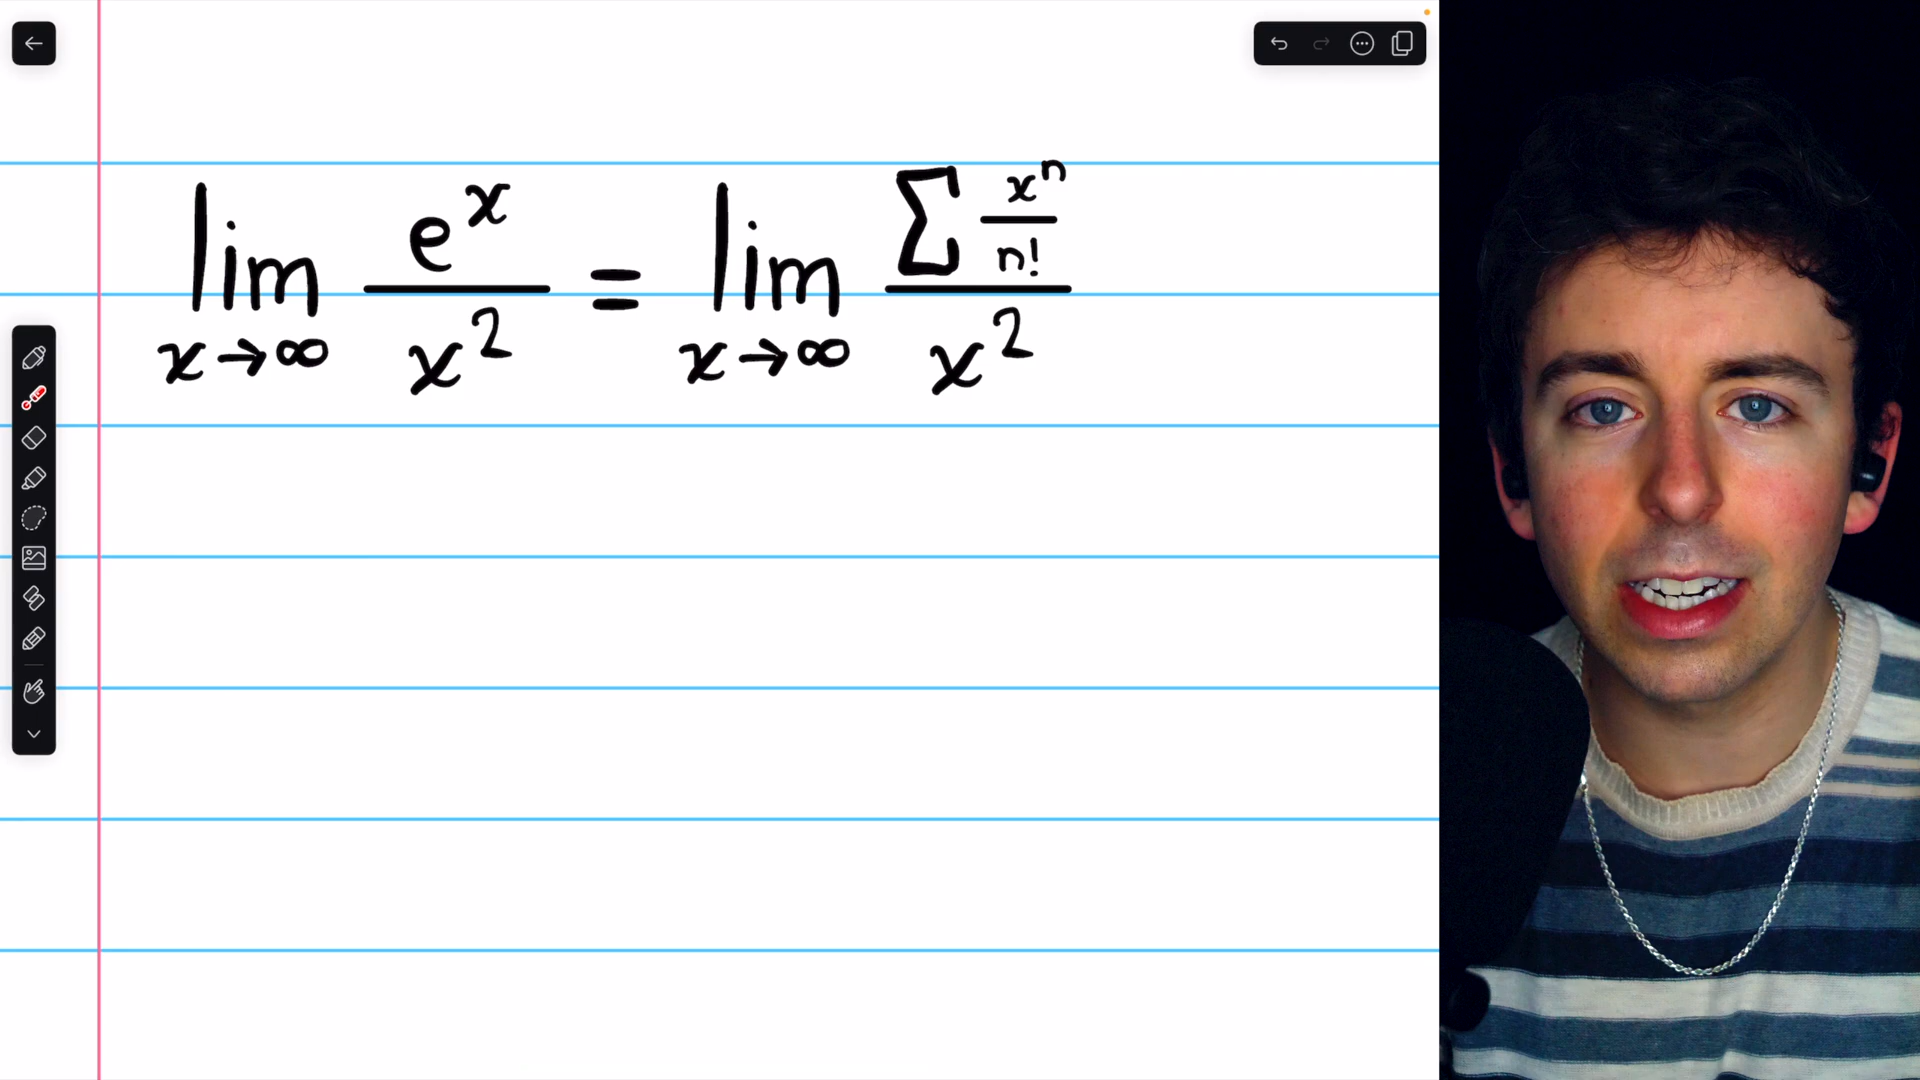 lim x→∞ e^x / x^2 = lim x→∞ ∑ x^n / n! / x^2